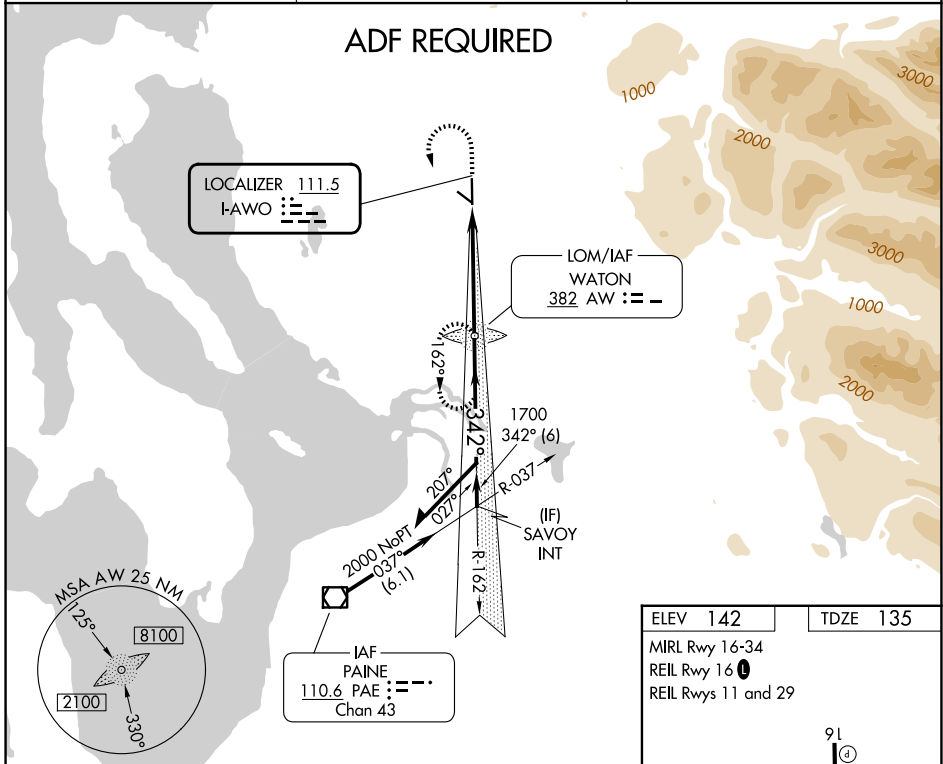 ADF REQUIRED
1000
3000
2000
LOCALIZER 111.5
I-AWO
LOM/IAF
WATON
382 AW
3000
1000
2000
162°
342°
1700
342° (6)
207°
027°
R-037
(IF)
SAVOY
INT
2000 NoPT
037°
(6.1)
R-162
MSA AW 25 NM
125°
8100
2100
330°
IAF
PAINE
110.6 PAE
Chan 43
ELEV 142
TDZE 135
MIRL Rwy 16-34
REIL Rwy 16 L
REIL Rwys 11 and 29
16
P